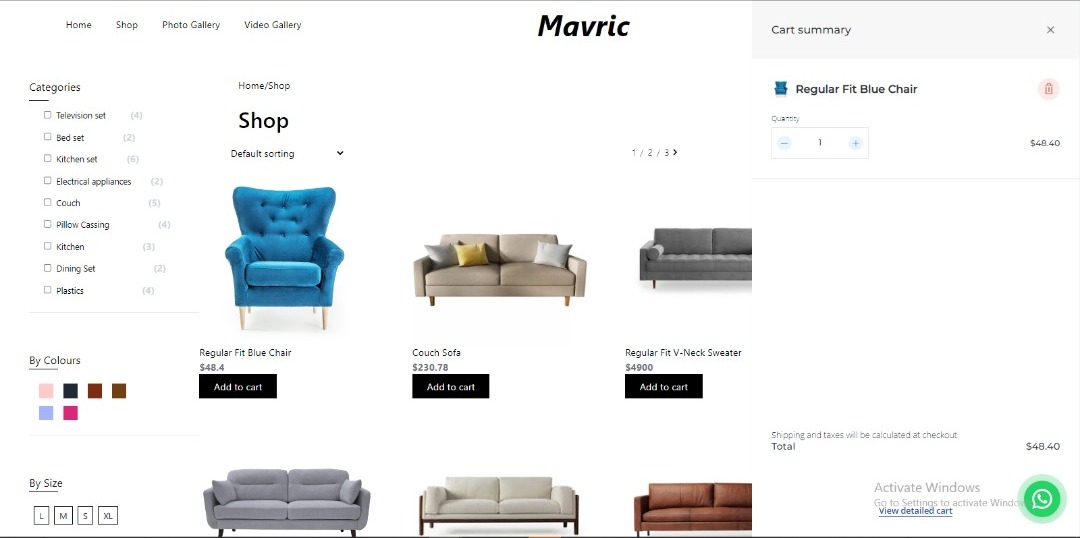 Home Shop Photo Gallery Video Gallery
Mavric
Cart summary
Categories
Television set (4)
Bed set (2)
Kitchen set (6)
Electrical appliances (2)
Couch (5)
Pillow Cassing (4)
Kitchen (3)
Dining Set (2)
Plastics (4)
By Colours
By Size
L M S XL
Home/Shop
Shop
Default sorting
1 / 2 / 3
Regular Fit Blue Chair
$48.4
Add to cart
Couch Sofa
$230.78
Add to cart
Regular Fit V-Neck Sweater
$4900
Add to cart
Regular Fit Blue Chair
Quantity
1
$48.40
Shipping and taxes will be calculated at checkout.
Total $48.40
Activate Windows
Go to Settings to activate
View detailed cart